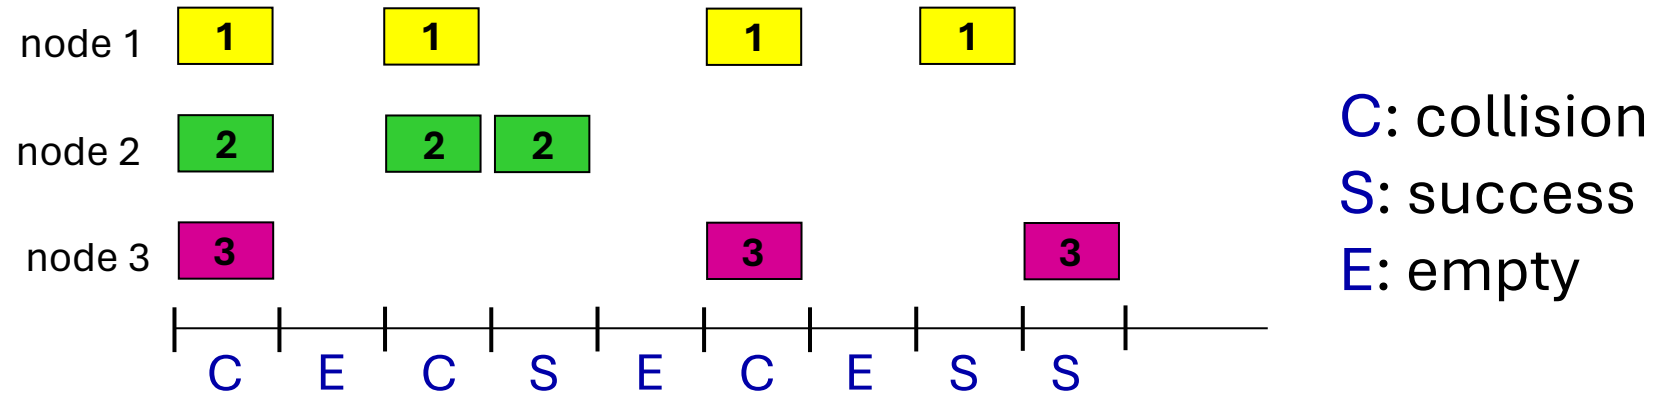 node 1 1 1 1 1
node 2 2 2 2
node 3 3 3 3
C E C S E C E S S
C: collision
S: success
E: empty